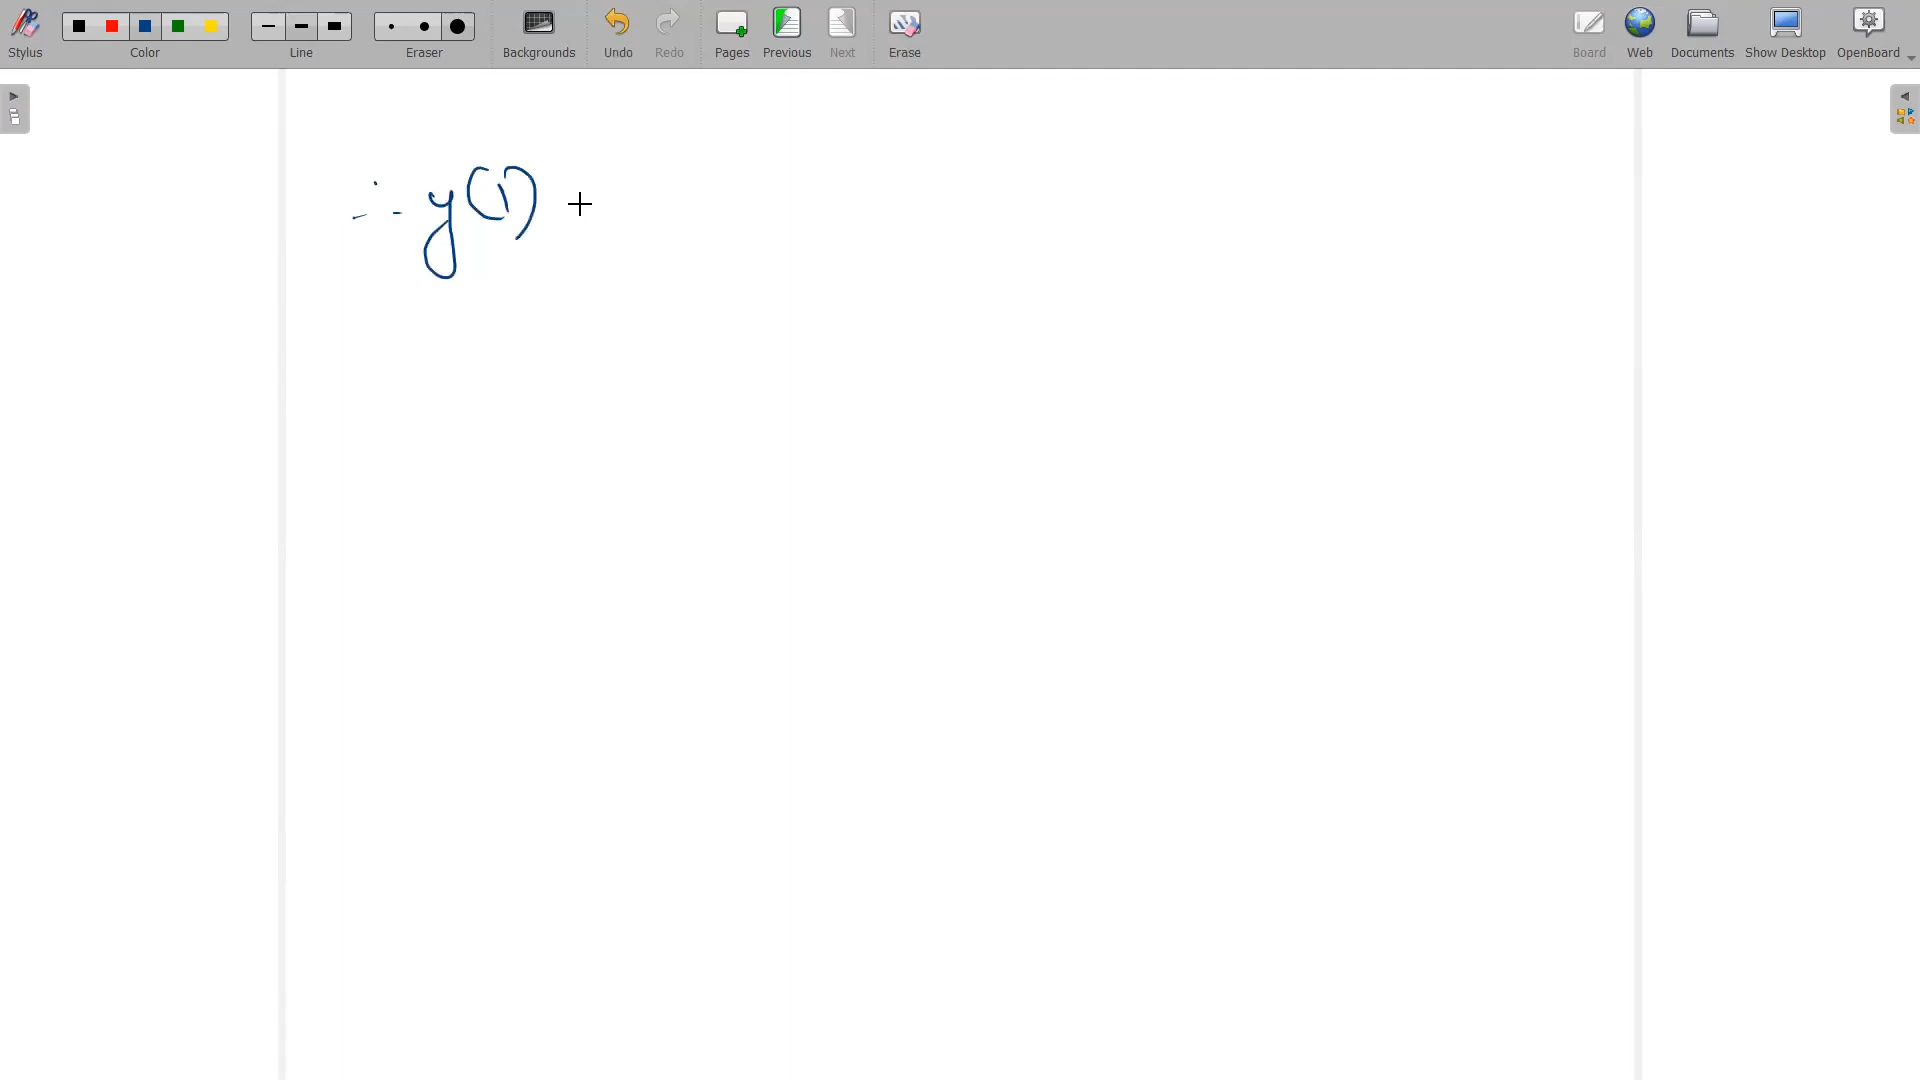 Stylus Color Line Eraser Backgrounds Undo Redo Pages Previous Next Erase Board Web Documents Show Desktop OpenBoard
∴ y(1)